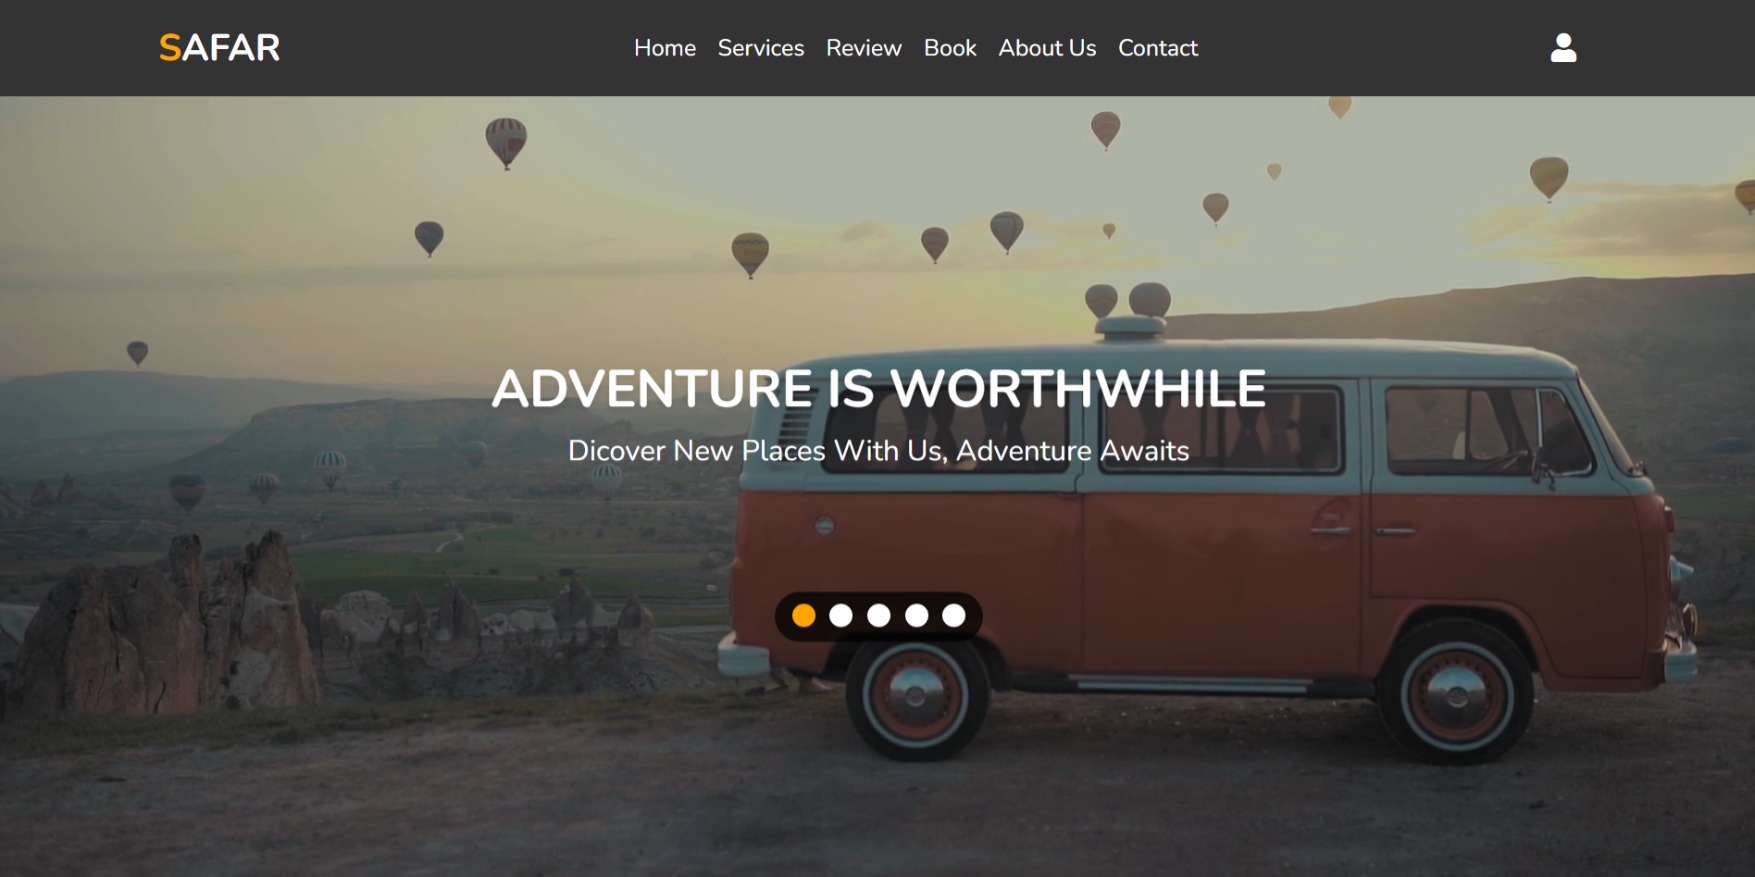 SAFAR
Home Services Review Book About Us Contact
ADVENTURE IS WORTHWHILE
Dicover New Places With Us, Adventure Awaits